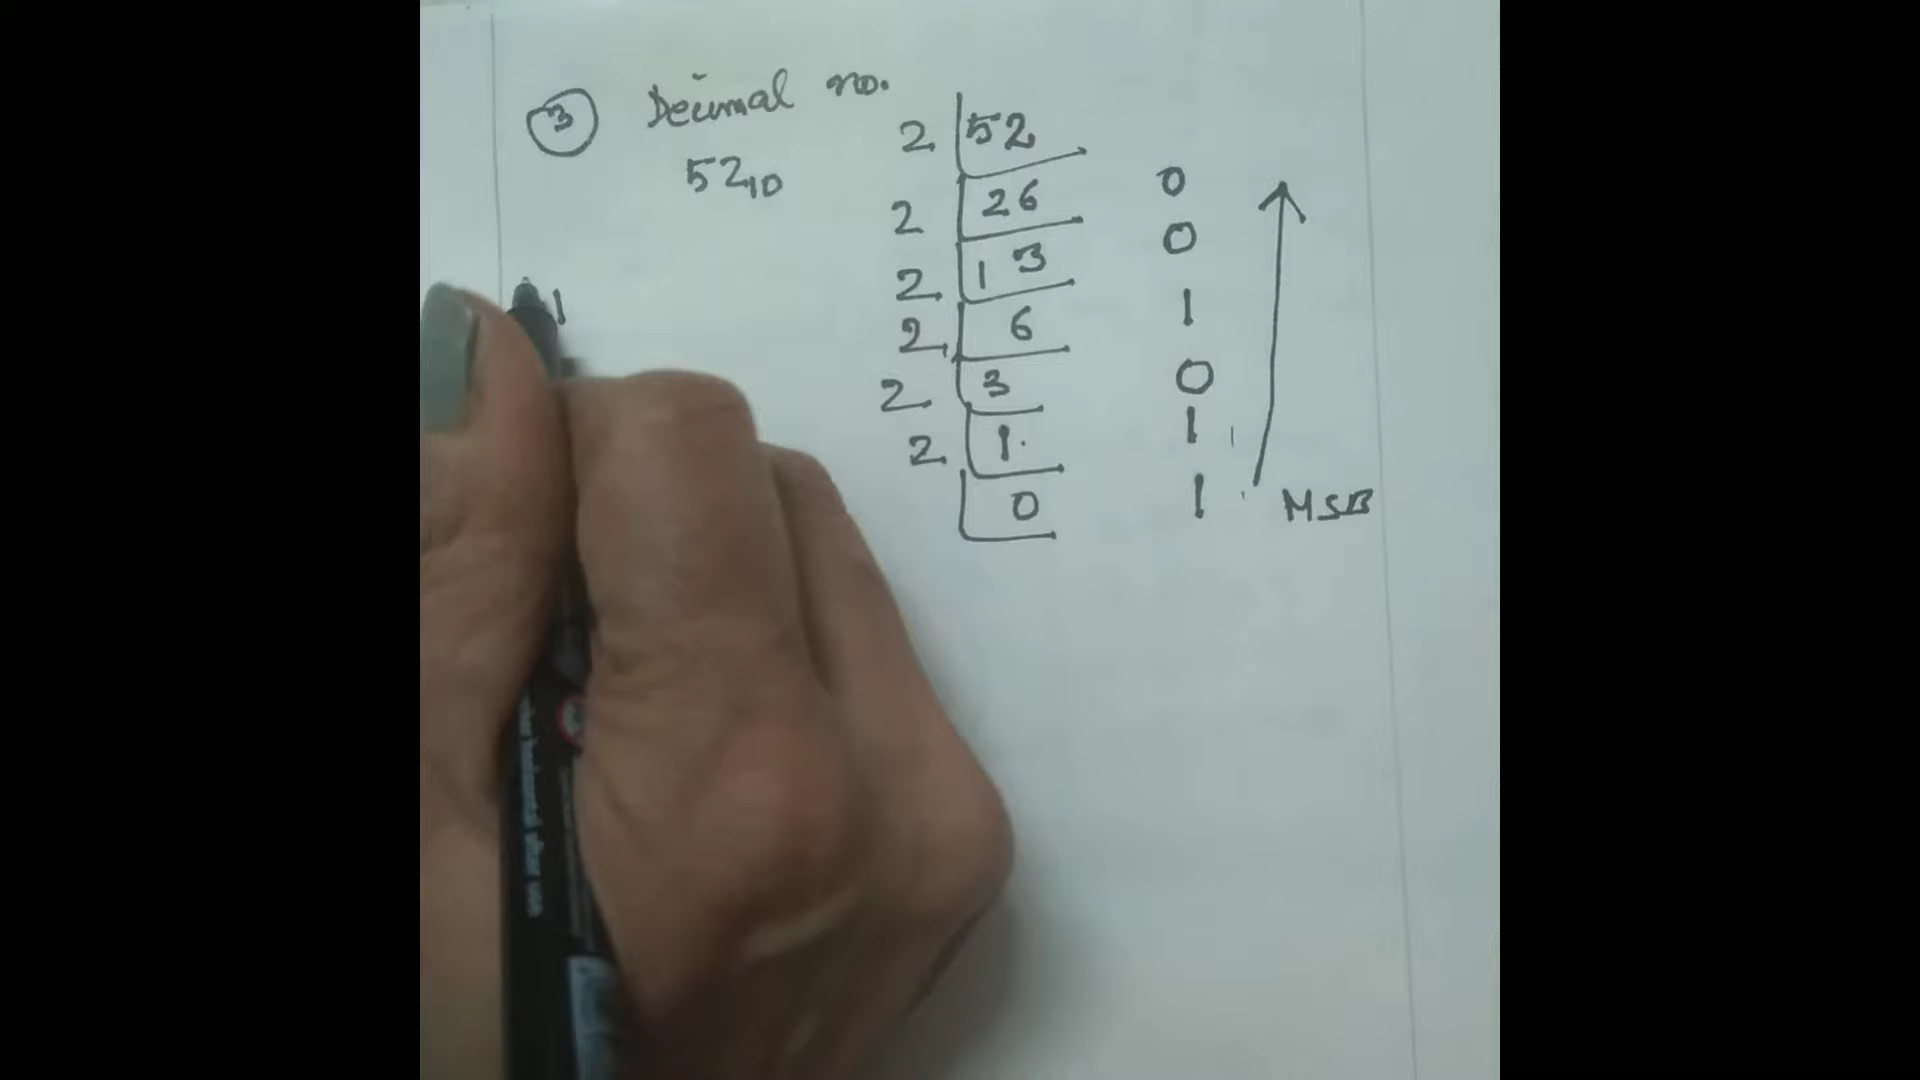 ③ Decimal no.
52₁₀
2 52
2 26 0
2 13 0
2 6 1
2 3 0
2 1. 1
0 1 MSB
1